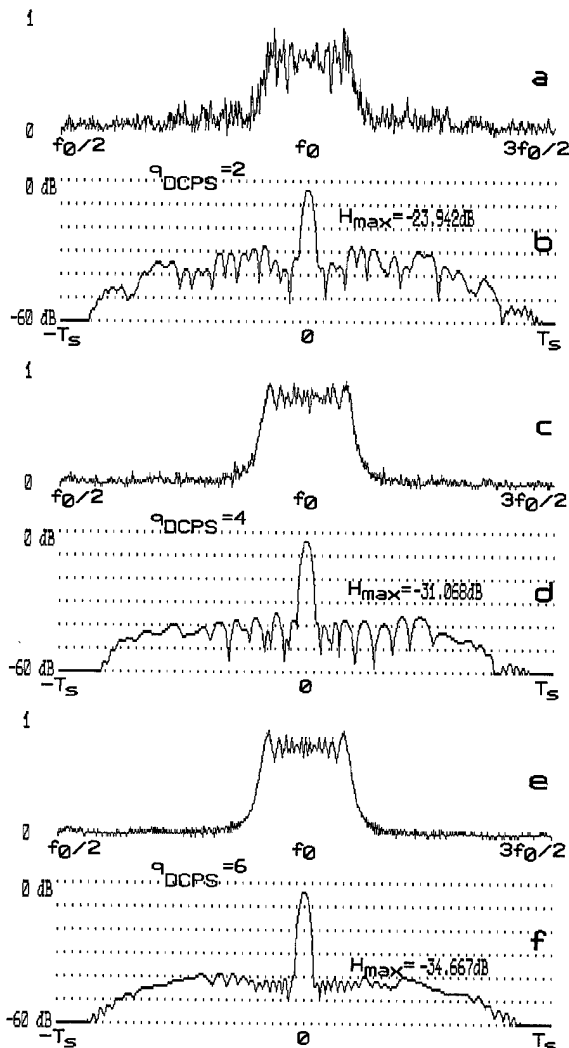 1
a
0
f0/2 f0 3f0/2
qDCPS=2
0 dB
Hmax=-23.942dB
b
-60 dB
-Ts 0 Ts
1
c
0
f0/2 f0 3f0/2
qDCPS=4
0 dB
Hmax=-31.068dB
d
-60 dB
-Ts 0 Ts
1
e
0
f0/2 f0 3f0/2
qDCPS=6
0 dB
Hmax= -34.667dB
f
-60 dB
-Ts 0 Ts